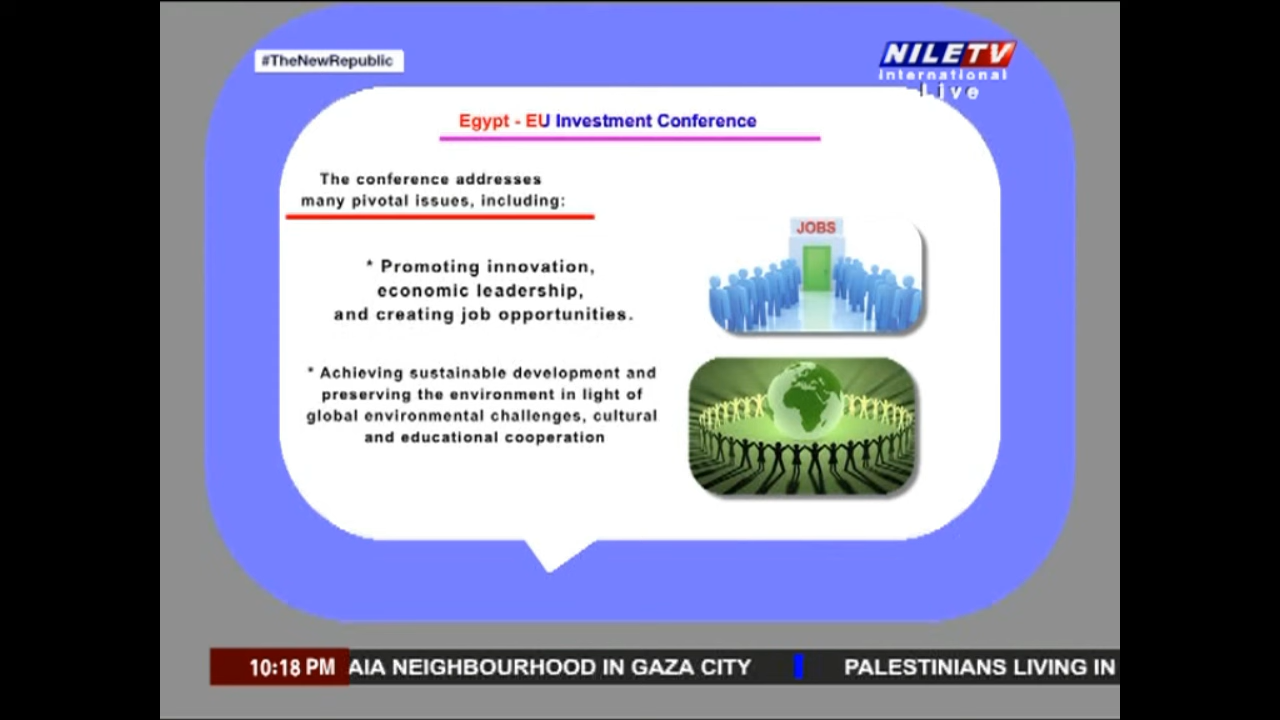 #TheNewRepublic
NILETV
international
Live
Egypt - EU Investment Conference
The conference addresses
many pivotal issues, including:
JOBS
* Promoting innovation,
economic leadership,
and creating job opportunities.
* Achieving sustainable development and
preserving the environment in light of
global environmental challenges, cultural
and educational cooperation
10:18 PM AIA NEIGHBOURHOOD IN GAZA CITY PALESTINIANS LIVING IN